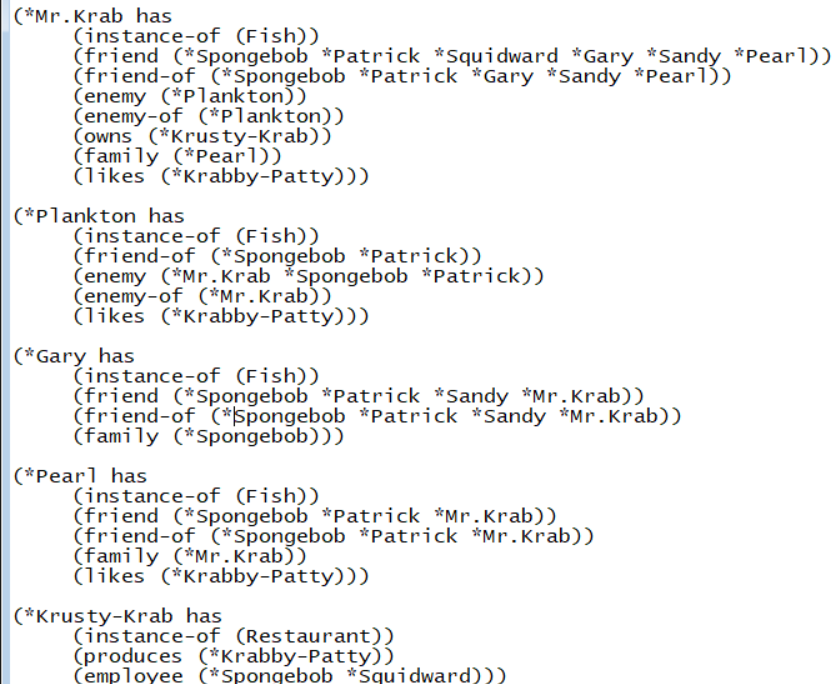 (*Mr.Krab has
(instance-of (Fish))
(friend (*Spongebob *Patrick *Squidward *Gary *Sandy *Pearl))
(friend-of (*Spongebob *Patrick *Gary *Sandy *Pearl))
(enemy (*Plankton))
(enemy-of (*Plankton))
(owns (*Krusty-Krab))
(family (*Pearl))
(likes (*Krabby-Patty)))
(*Plankton has
(instance-of (Fish))
(friend-of (*Spongebob *Patrick))
(enemy (*Mr.Krab *Spongebob *Patrick))
(enemy-of (*Mr.Krab))
(likes (*Krabby-Patty)))
(*Gary has
(instance-of (Fish))
(friend (*Spongebob *Patrick *Sandy *Mr.Krab))
(friend-of (*Spongebob *Patrick *Sandy *Mr.Krab))
(family (*Spongebob)))
(*Pearl has
(instance-of (Fish))
(friend (*Spongebob *Patrick *Mr.Krab))
(friend-of (*Spongebob *Patrick *Mr.Krab))
(family (*Mr.Krab))
(likes (*Krabby-Patty)))
(*Krusty-Krab has
(instance-of (Restaurant))
(produces (*Krabby-Patty))
(employee (*Spongebob *Squidward)))